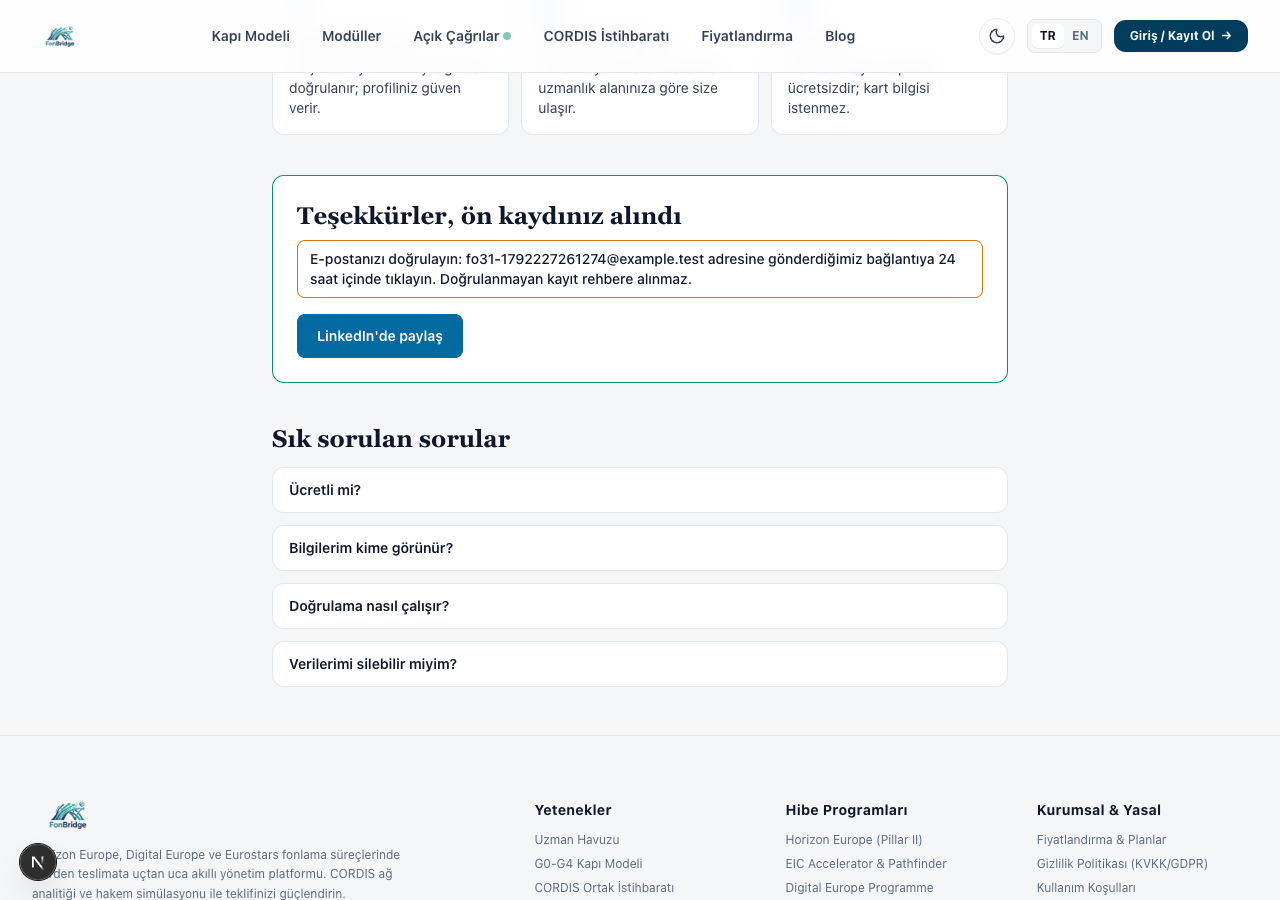 FonBridge
Kapı Modeli
Modüller
Açık Çağrılar
CORDIS İstihbaratı
Fiyatlandırma
Blog
TR
EN
Giriş / Kayıt Ol →
doğrulanır; profiliniz güven
verir.
uzmanlık alanınıza göre size
ulaşır.
ücretsizdir; kart bilgisi
istenmez.
Teşekkürler, ön kaydınız alındı
E-postanızı doğrulayın: fo31-1792227261274@example.test adresine gönderdiğimiz bağlantıya 24
saat içinde tıklayın. Doğrulanmayan kayıt rehbere alınmaz.
LinkedIn'de paylaş
Sık sorulan sorular
Ücretli mi?
Bilgilerim kime görünür?
Doğrulama nasıl çalışır?
Verilerimi silebilir miyim?
FonBridge
Europe, Digital Europe ve Eurostars fonlama süreçlerinde
teslimata uçtan uca akıllı yönetim platformu. CORDIS ağ
analitiği ve hakem simülasyonu ile teklifinizi güçlendirin.
N
Yetenekler
Uzman Havuzu
G0-G4 Kapı Modeli
CORDIS Ortak İstihbaratı
Hibe Programları
Horizon Europe (Pillar II)
EIC Accelerator & Pathfinder
Digital Europe Programme
Kurumsal & Yasal
Fiyatlandırma & Planlar
Gizlilik Politikası (KVKK/GDPR)
Kullanım Koşulları